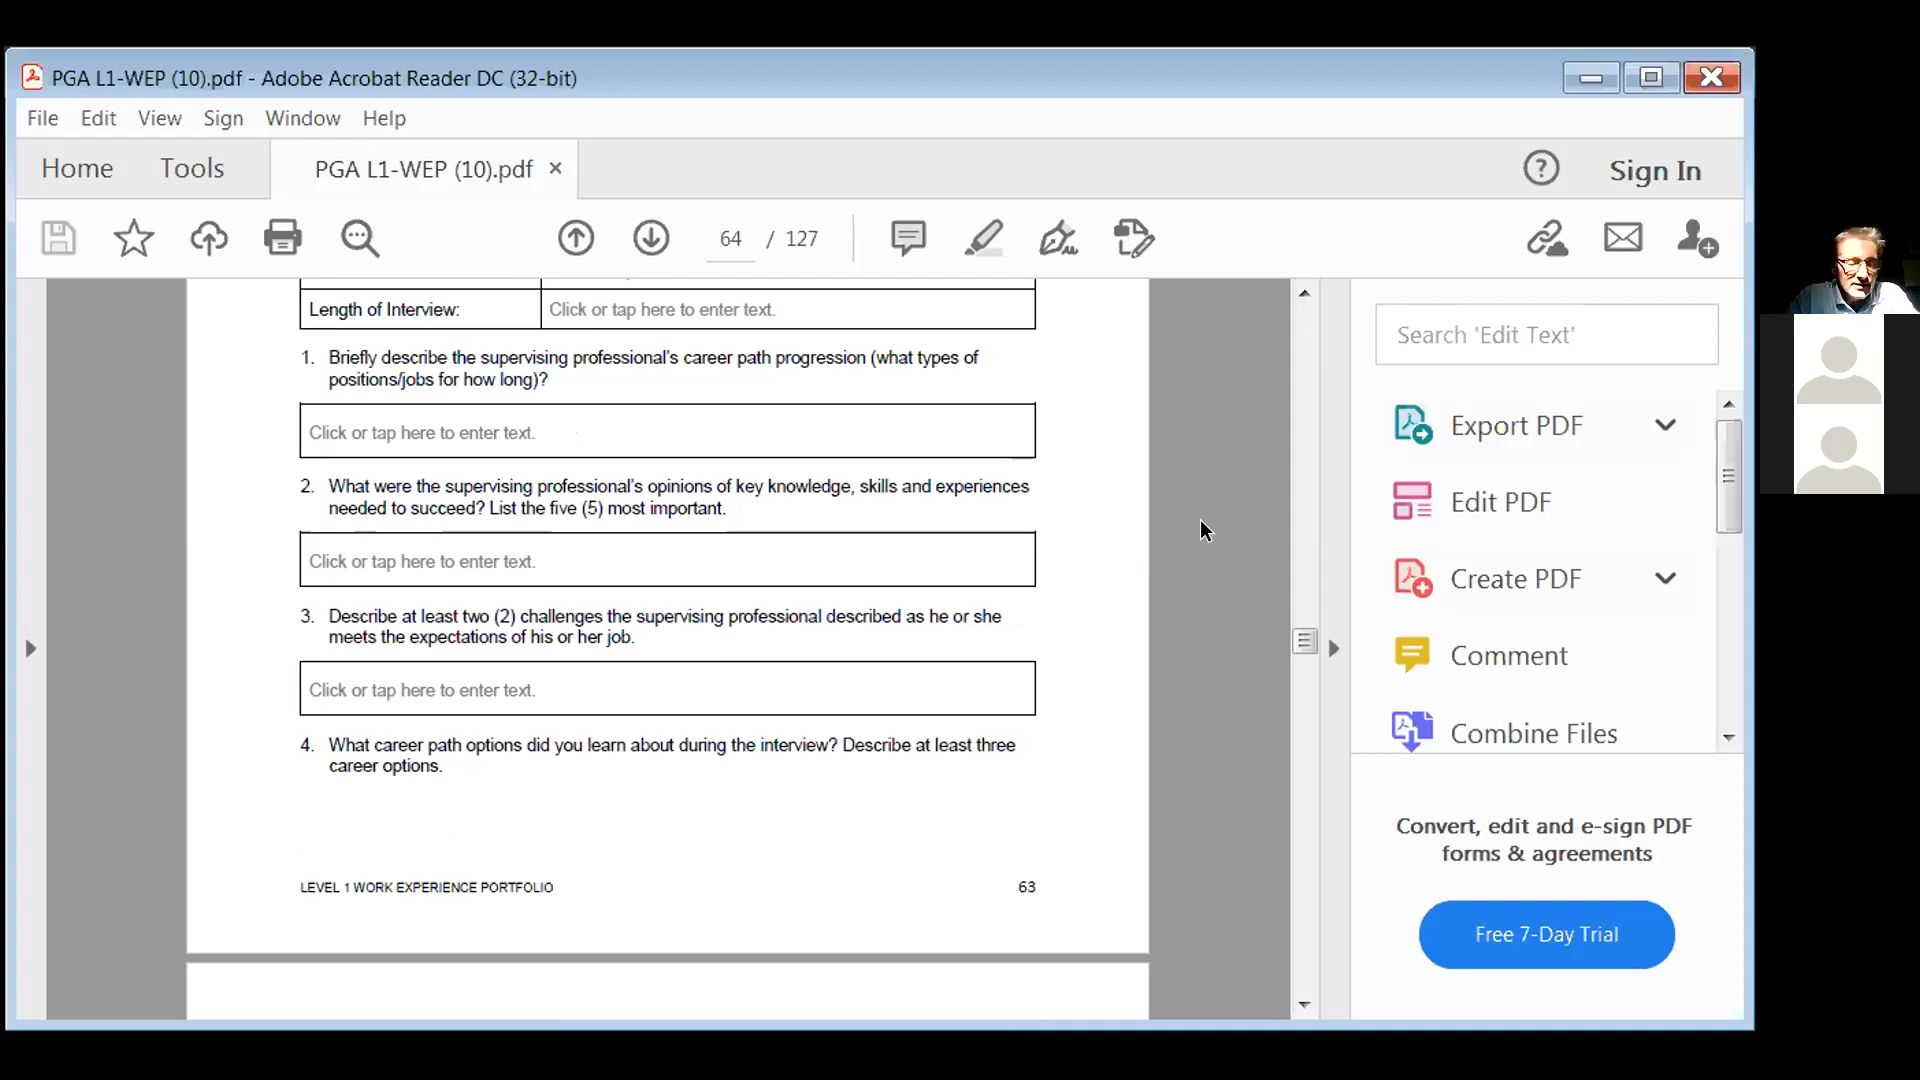 PGA L1-WEP (10).pdf - Adobe Acrobat Reader DC (32-bit)
File Edit View Sign Window Help
Home Tools PGA L1-WEP (10).pdf × Sign In
64 / 127
Length of Interview: Click or tap here to enter text.
1. Briefly describe the supervising professional's career path progression (what types of
positions/jobs for how long)?
Click or tap here to enter text.
2. What were the supervising professional's opinions of key knowledge, skills and experiences
needed to succeed? List the five (5) most important.
Click or tap here to enter text.
3. Describe at least two (2) challenges the supervising professional described as he or she
meets the expectations of his or her job.
Click or tap here to enter text.
4. What career path options did you learn about during the interview? Describe at least three
career options.
LEVEL 1 WORK EXPERIENCE PORTFOLIO 63
Search 'Edit Text'
Export PDF
Edit PDF
Create PDF
Comment
Combine Files
Convert, edit and e-sign PDF
forms & agreements
Free 7-Day Trial